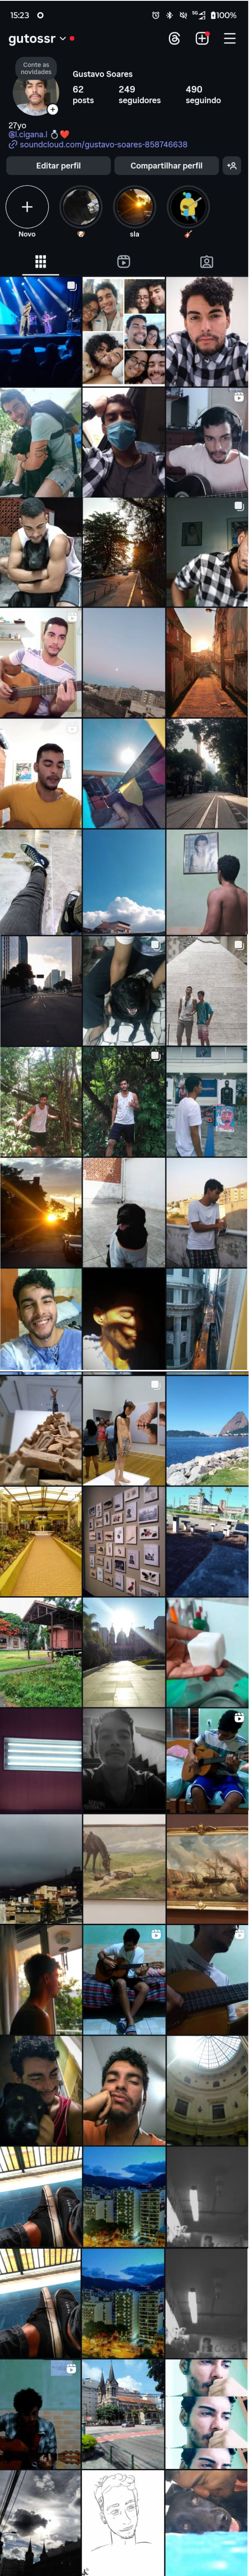 15:23
5G
100%
gutossr
Conte as
novidades
Gustavo Soares
62
posts
249
seguidores
490
seguindo
27yo
@l.cigana.l 💍❤️
soundcloud.com/gustavo-soares-858746638
Editar perfil
Compartilhar perfil
Novo
🐶
sla
🎸